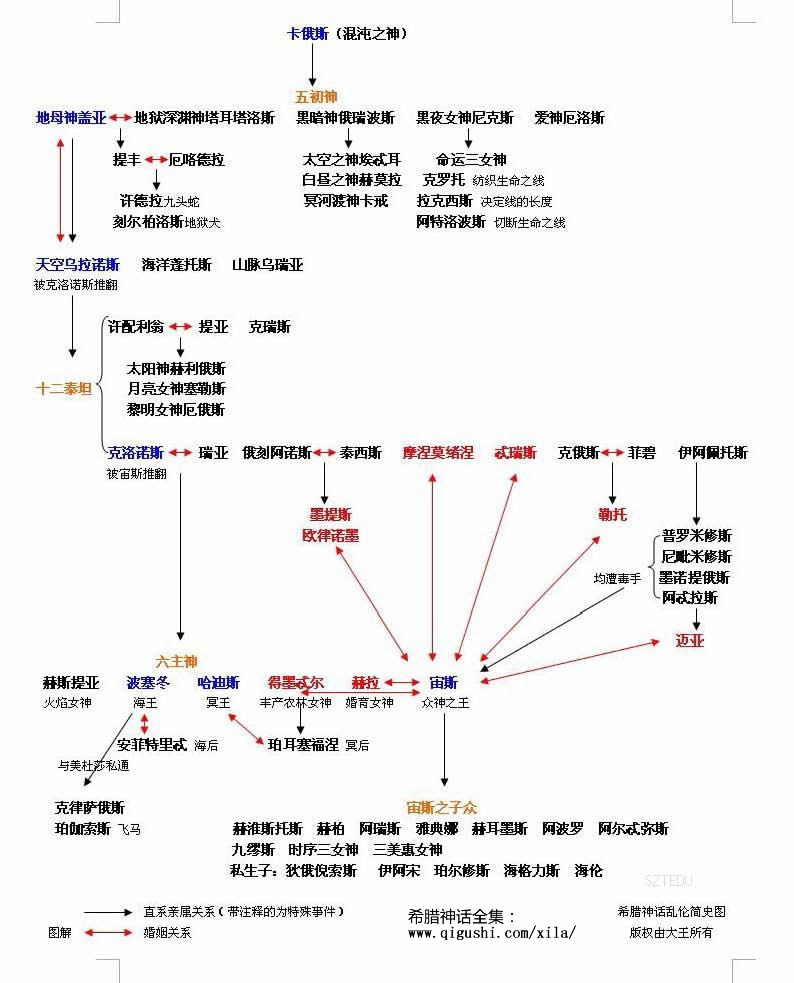 卡俄斯（混沌之神）
五初神
地母神盖亚 地狱深渊神塔耳塔洛斯 黑暗神俄瑞波斯 黑夜女神尼克斯 爱神厄洛斯
提丰 厄喀德拉 太空之神埃忒耳 命运三女神
白昼之神赫莫拉 克罗托 纺织生命之线
许德拉九头蛇 冥河渡神卡戎 拉克西斯 决定线的长度
刻尔柏洛斯地狱犬 阿特洛波斯 切断生命之线
天空乌拉诺斯 海洋蓬托斯 山脉乌瑞亚
被克洛诺斯推翻
许配利翁 提亚 克瑞斯
太阳神赫利俄斯
十二泰坦 月亮女神塞勒斯
黎明女神厄俄斯
克洛诺斯 瑞亚 俄刻阿诺斯 泰西斯 摩涅莫绪涅 忒瑞斯 克俄斯 菲碧 伊阿佩托斯
被宙斯推翻
墨提斯 勒托
欧律诺墨 普罗米修斯
尼毗米修斯
均遭毒手 墨诺提俄斯
阿忒拉斯
迈亚
六主神
赫斯提亚 波塞冬 哈迪斯 得墨忒尔 赫拉 宙斯
火焰女神 海王 冥王 丰产农林女神 婚育女神 众神之王
安菲特里忒 海后 珀耳塞福涅 冥后
与美杜莎私通
克律萨俄斯 宙斯之子众
珀伽索斯 飞马 赫淮斯托斯 赫柏 阿瑞斯 雅典娜 赫耳墨斯 阿波罗 阿尔忒弥斯
九缪斯 时序三女神 三美惠女神
私生子：狄俄倪索斯 伊阿宋 珀尔修斯 海格力斯 海伦
SZTEDU
直系亲属关系（带注释的为特殊事件） 希腊神话全集： 希腊神话乱伦简史图
图解 婚姻关系 www.qigushi.com/xila/ 版权由大王所有